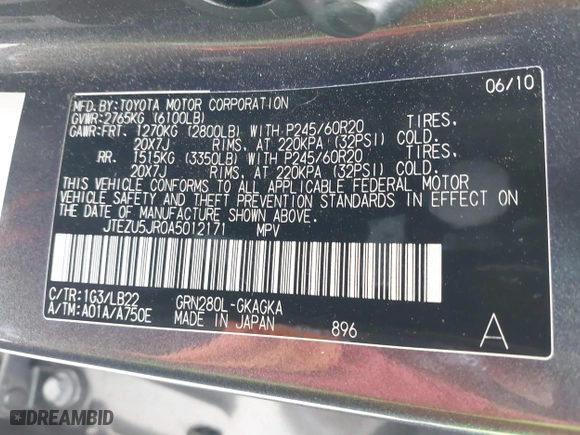 06/10
MFD.BY:TOYOTA MOTOR CORPORATION
GVWR:2765KG (6100LB)
GAWR:FRT. 1270KG (2800LB) WITH P245/60R20 TIRES,
20X7J RIMS, AT 220KPA (32PSI) COLD.
RR. 1515KG (3350LB) WITH P245/60R20 TIRES,
20X7J RIMS, AT 220KPA (32PSI) COLD.
THIS VEHICLE CONFORMS TO ALL APPLICABLE FEDERAL MOTOR
VEHICLE SAFETY AND THEFT PREVENTION STANDARDS IN EFFECT ON
THE DATE OF MANUFACTURE SHOWN ABOVE.
JTEZU5JR0A5012171 MPV
C/TR:1G3/LB22 GRN280L-GKAGKA
A/TM:A01A/A750E MADE IN JAPAN 896 A
DREAMBID